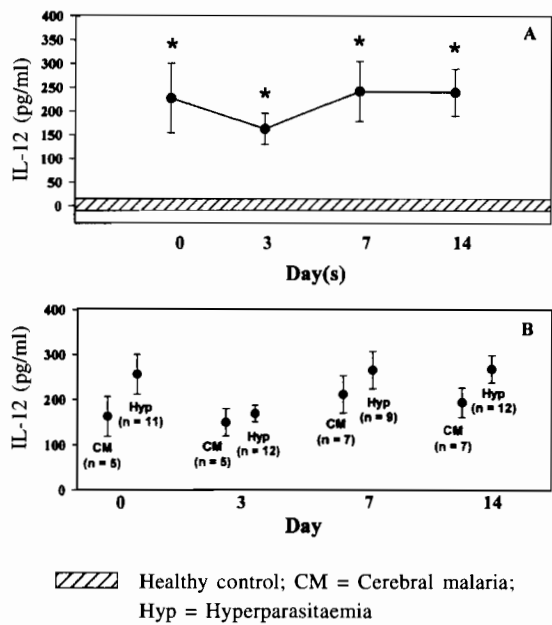 A
IL-12 (pg/ml)
400
350
300
250
200
150
100
50
0
* * * *
0 3 7 14
Day(s)
B
IL-12 (pg/ml)
400
300
200
100
0
CM
(n = 5)
Hyp
(n = 11)
CM
(n = 5)
Hyp
(n = 12)
CM
(n = 7)
Hyp
(n = 9)
CM
(n = 7)
Hyp
(n = 12)
0 3 7 14
Day
Healthy control; CM = Cerebral malaria;
Hyp = Hyperparasitaemia